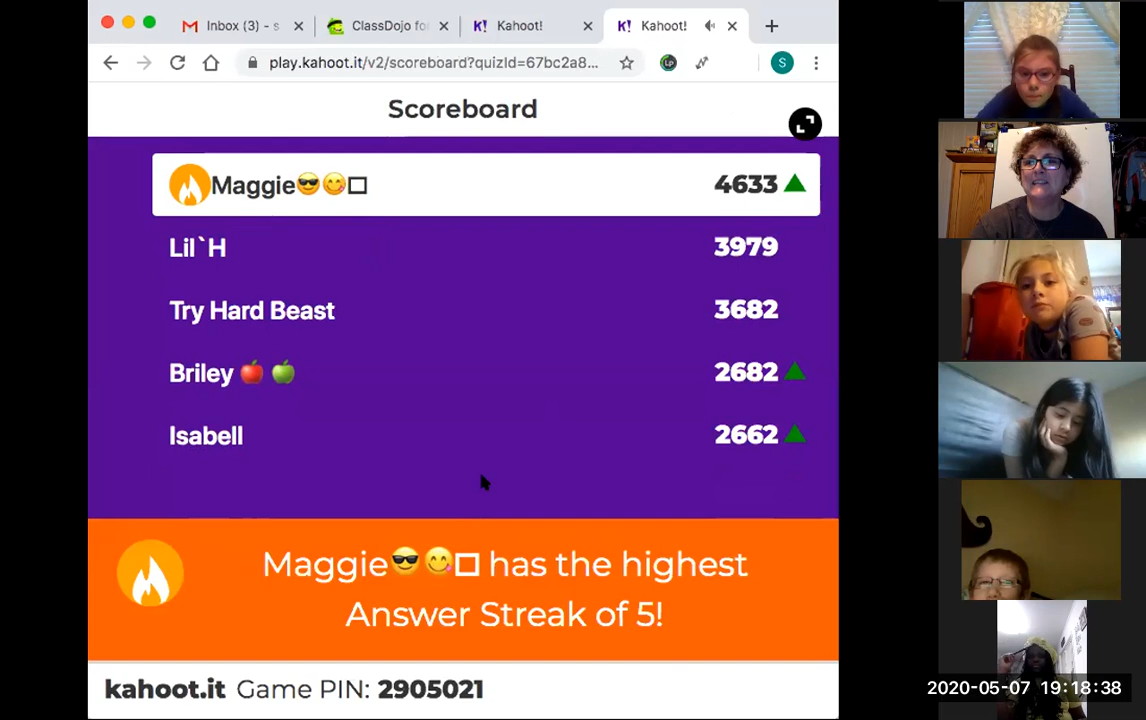 Inbox (3) - s
ClassDojo fo
Kahoot!
Kahoot!
play.kahoot.it/v2/scoreboard?quizId=67bc2a8...
Lp
S
Scoreboard
Maggie😎😋□ 4633
Lil`H 3979
Try Hard Beast 3682
Briley 🍎 🍏 2682
Isabell 2662
Maggie😎😋□ has the highest
Answer Streak of 5!
kahoot.it Game PIN: 2905021
2020-05-07 19:18:38